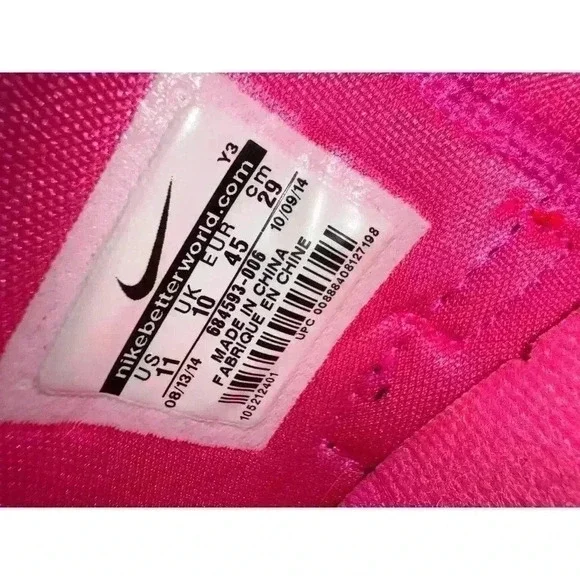 nikebetterworld.com Y3
US UK EUR cm
11 10 45 29
08/13/14 10/09/14
684593-006
MADE IN CHINA
FABRIQUE EN CHINE
UPC 00888408127198
105212401